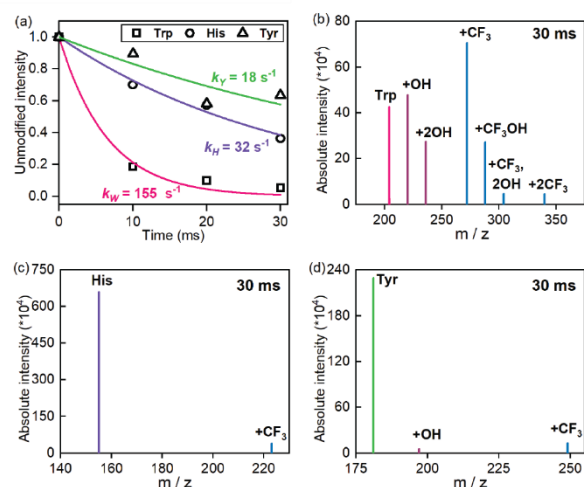 (a)
Trp His Tyr
Unmodified intensity
1.0
0.8
0.6
0.4
0.2
0.0
k_Y = 18 s⁻¹
k_H = 32 s⁻¹
k_W = 155 s⁻¹
0 10 20 30
Time (ms)
(b)
30 ms
Absolute intensity (*10⁴)
80
60
40
20
0
Trp
+OH
+2OH
+CF₃
+CF₃OH
+CF₃,
2OH
+2CF₃
200 250 300 350
m / z
(c)
30 ms
Absolute intensity (*10⁴)
750
600
450
300
150
0
His
+CF₃
140 160 180 200 220
m / z
(d)
30 ms
Absolute intensity (*10⁴)
240
180
120
60
0
Tyr
+OH
+CF₃
175 200 225 250
m / z